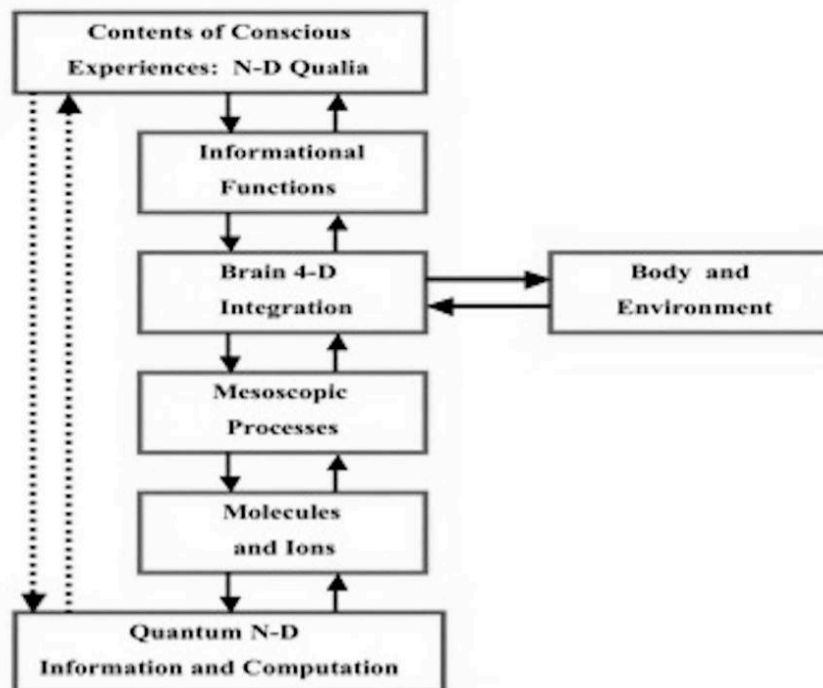 Contents of Conscious
Experiences: N-D Qualia
Informational
Functions
Brain 4-D
Integration
Body and
Environment
Mesoscopic
Processes
Molecules
and Ions
Quantum N-D
Information and Computation